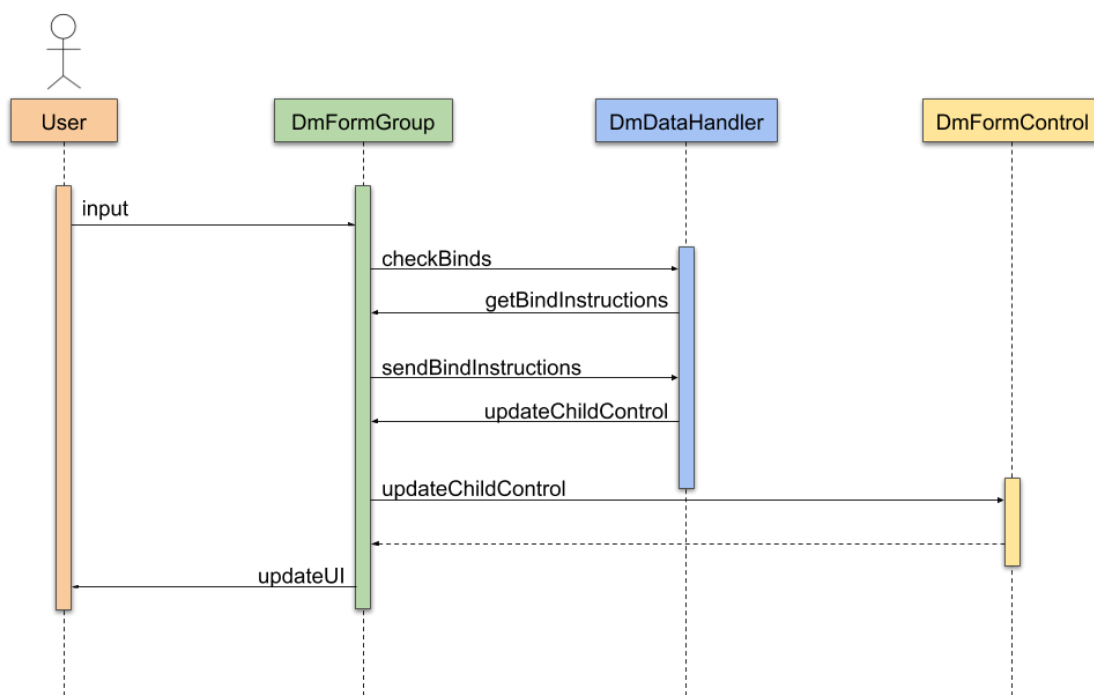 User
DmFormGroup
DmDataHandler
DmFormControl
input
checkBinds
getBindInstructions
sendBindInstructions
updateChildControl
updateChildControl
updateUI